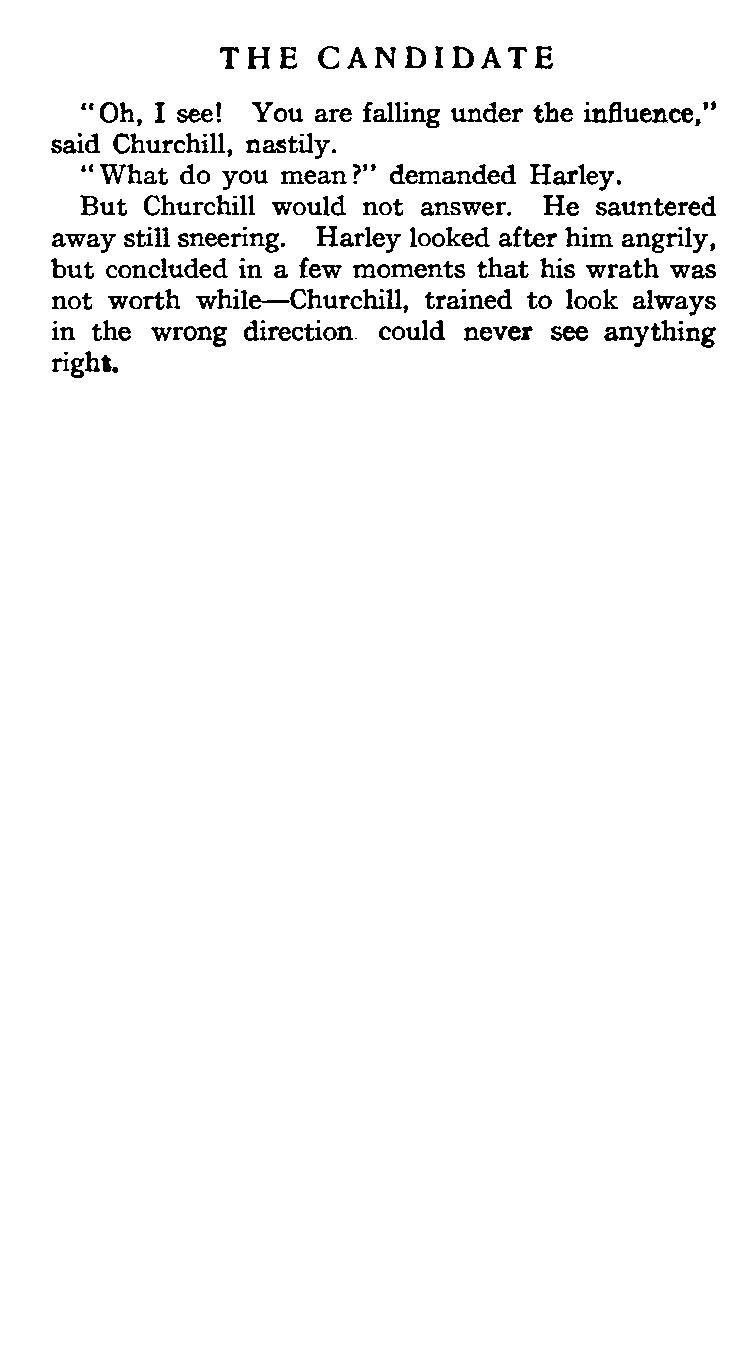 THE CANDIDATE
"Oh, I see! You are falling under the influence,"
said Churchill, nastily.
"What do you mean?" demanded Harley.
But Churchill would not answer. He sauntered
away still sneering. Harley looked after him angrily,
but concluded in a few moments that his wrath was
not worth while—Churchill, trained to look always
in the wrong direction. could never see anything
right.